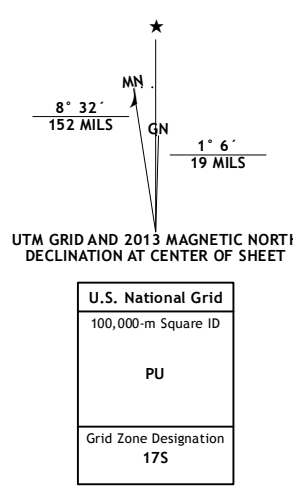 ★
MN
8° 32´
152 MILS
GN
1° 6´
19 MILS
UTM GRID AND 2013 MAGNETIC NORTH
DECLINATION AT CENTER OF SHEET
U.S. National Grid
100,000-m Square ID
PU
Grid Zone Designation
17S